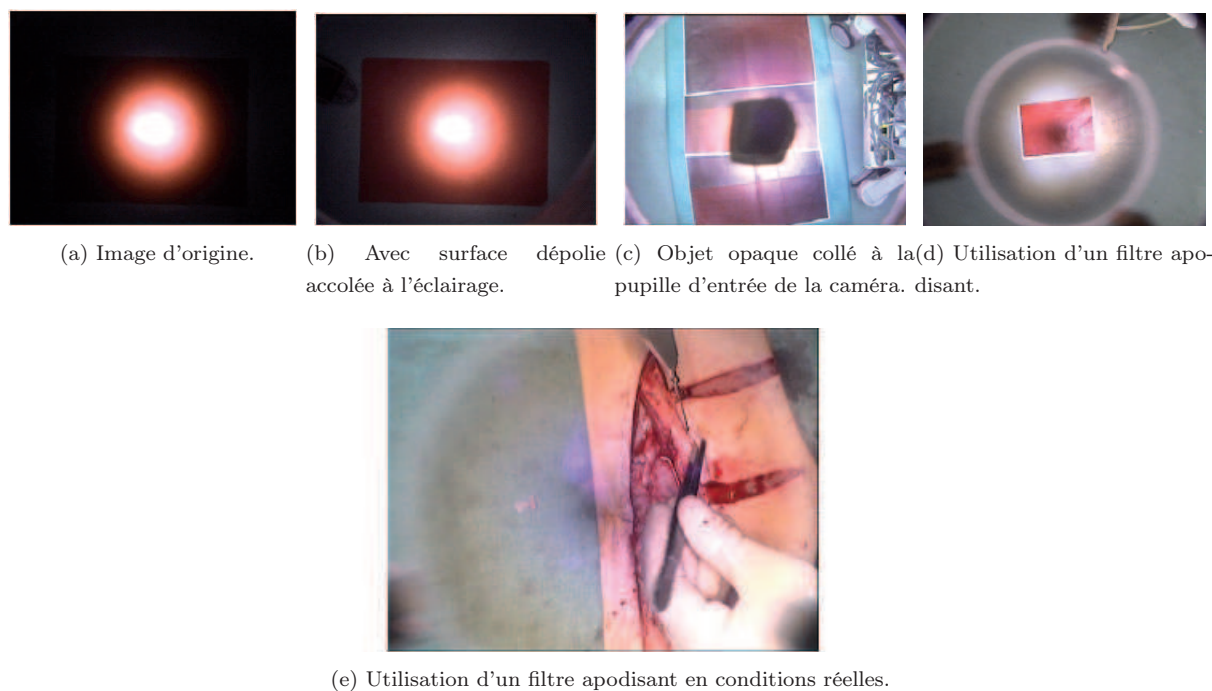 (a) Image d'origine.
(b) Avec surface dépolie
accolée à l'éclairage.
(c) Objet opaque collé à la
pupille d'entrée de la caméra.
(d) Utilisation d'un filtre apo-
disant.
(e) Utilisation d'un filtre apodisant en conditions réelles.